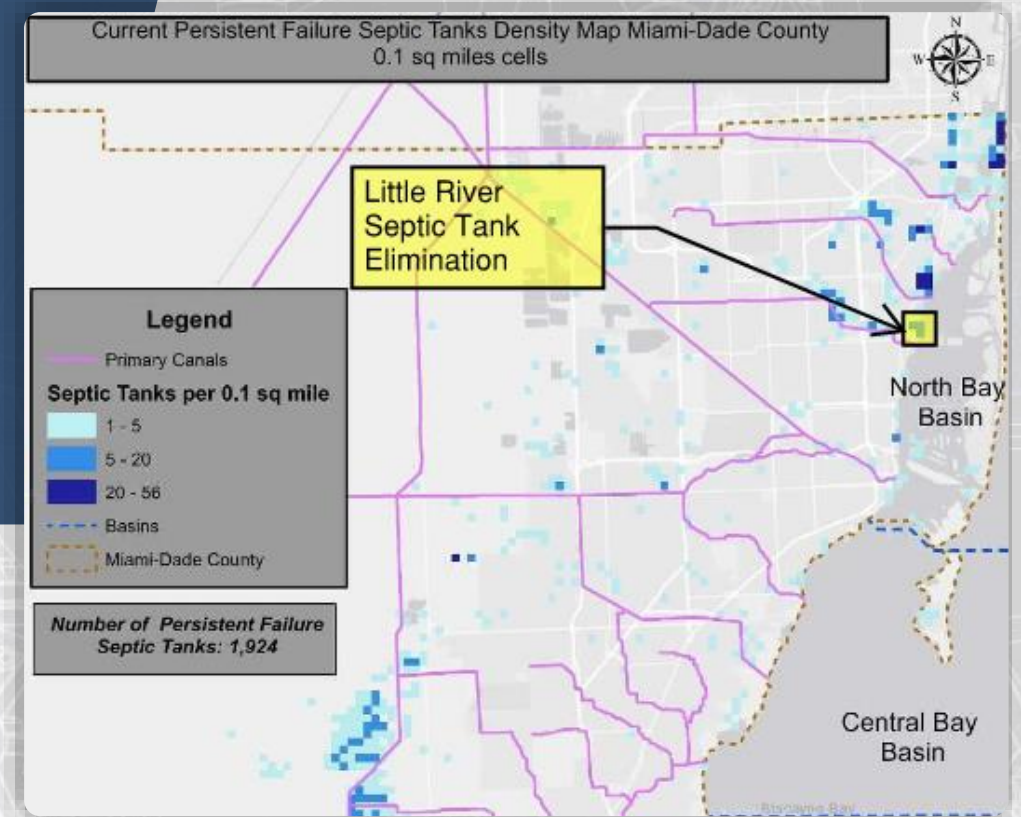 Current Persistent Failure Septic Tanks Density Map Miami-Dade County
0.1 sq miles cells
N
W
E
S
Little River
Septic Tank
Elimination
Legend
Primary Canals
Septic Tanks per 0.1 sq mile
1 - 5
5 - 20
20 - 56
Basins
Miami-Dade County
Number of Persistent Failure
Septic Tanks: 1,924
North Bay
Basin
Central Bay
Basin
Biscayne Bay